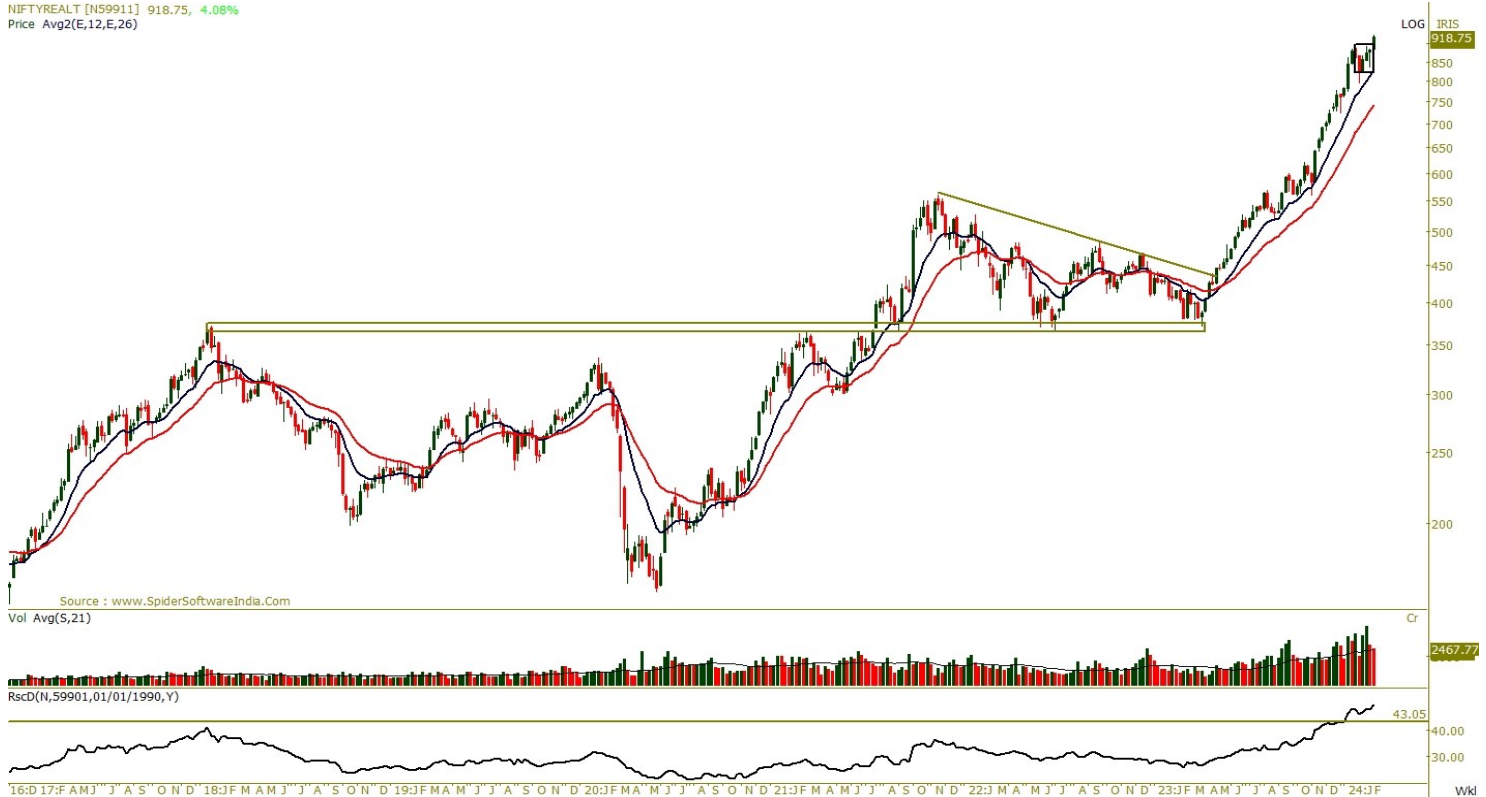 NIFTYREALT [N59911] 918.75, 4.08%
Price Avg2(E,12,E,26)
LOG IRIS
918.75
850
800
750
700
650
600
550
500
450
400
350
300
250
200
Source : www.SpiderSoftwareIndia.Com
Vol Avg(S,21)
Cr
2467.77
RscD(N,59901,01/01/1990,Y)
43.05
40.00
30.00
16:D 17:F A M J J A S O N D 18:J F M A M J J A S O N D 19:J F M A M J J A S O N D 20:J F M A M J J A S O N D 21:J F M A M J J A S O N D 22:J M A M J J A S O N D 23:J F M A M J J A S O N D 24:J F
Wkl